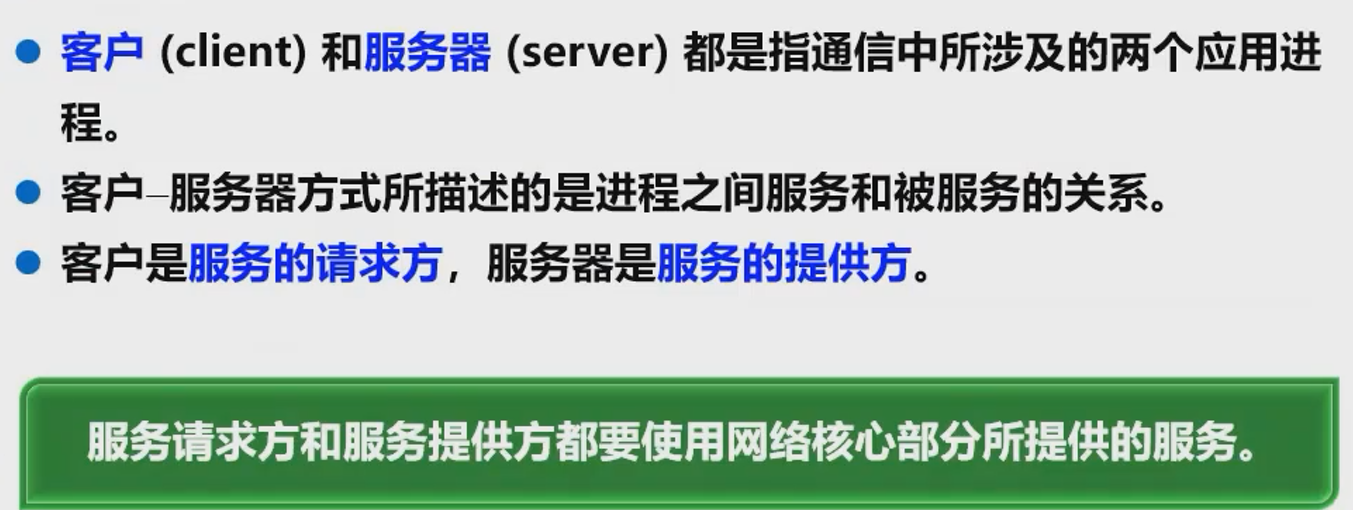 客户 (client) 和服务器 (server) 都是指通信中所涉及的两个应用进
程。
客户–服务器方式所描述的是进程之间服务和被服务的关系。
客户是服务的请求方，服务器是服务的提供方。
服务请求方和服务提供方都要使用网络核心部分所提供的服务。